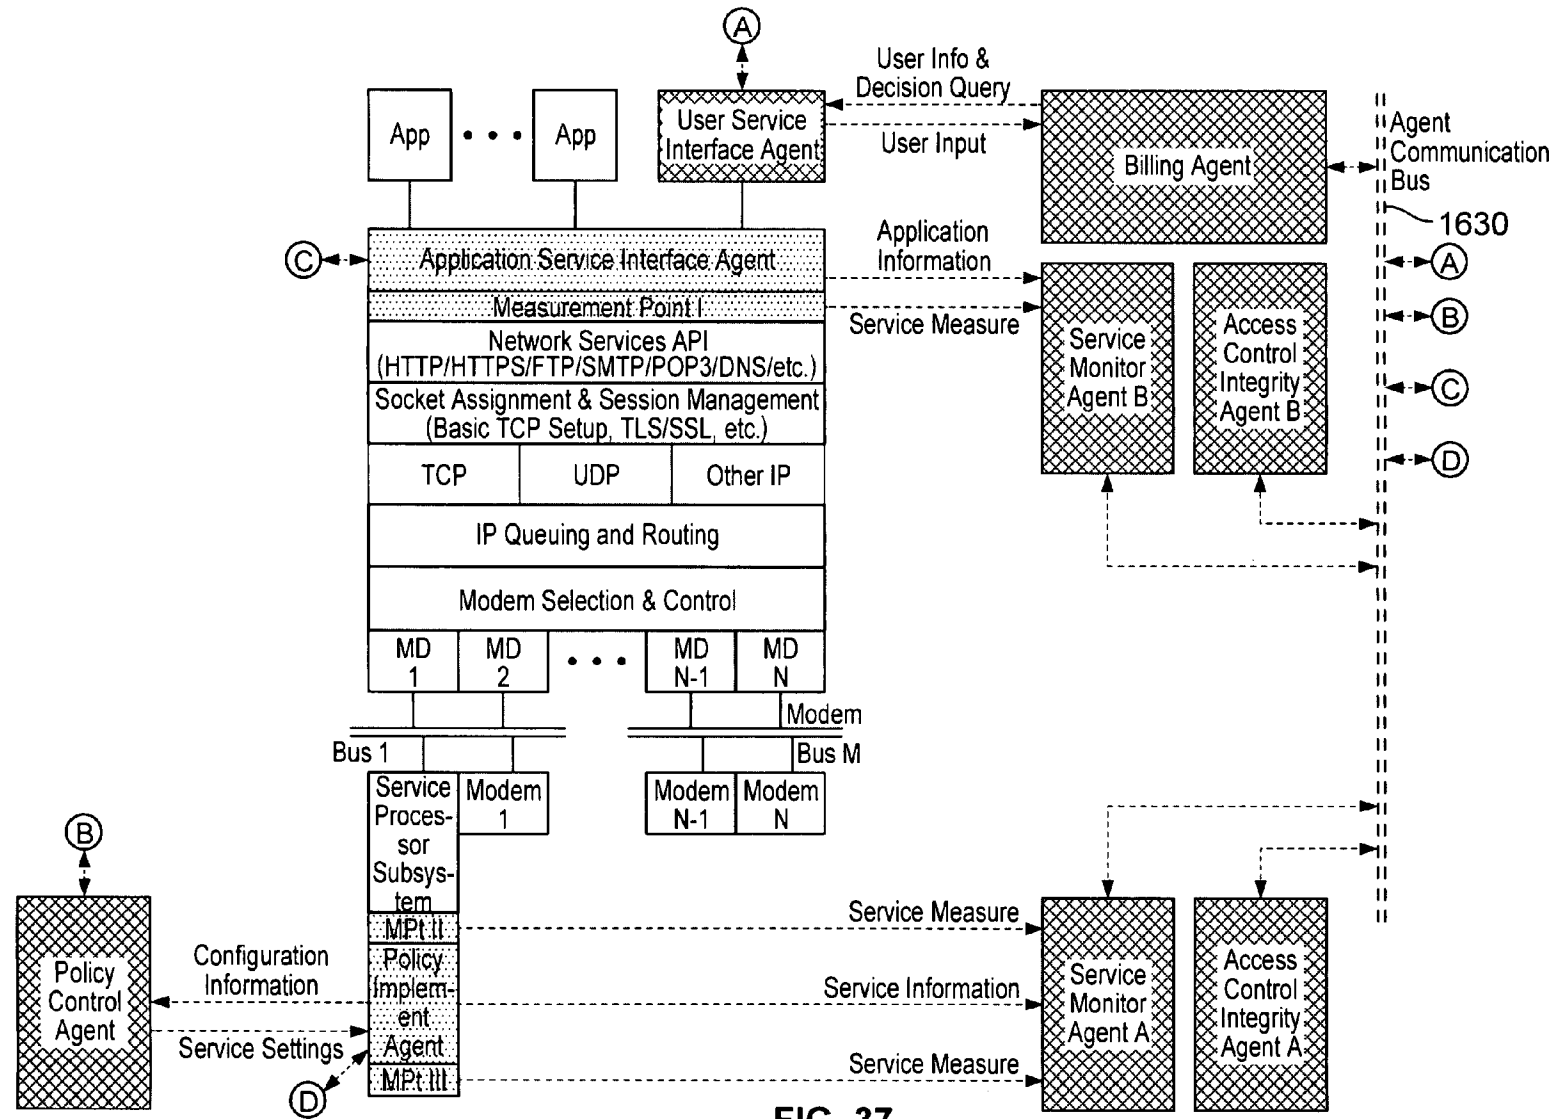 A
User Info &
Decision Query
App
App
User Service
Interface Agent
User Input
Billing Agent
Agent
Communication
Bus
1630
C
Application Service Interface Agent
Application
Information
A
Measurement Point I
Service Measure
B
Network Services API
(HTTP/HTTPS/FTP/SMTP/POP3/DNS/etc.)
Service
Monitor
Agent B
Access
Control
Integrity
Agent B
C
Socket Assignment & Session Management
(Basic TCP Setup, TLS/SSL, etc.)
D
TCP
UDP
Other IP
IP Queuing and Routing
Modem Selection & Control
MD
1
MD
2
MD
N-1
MD
N
Modem
Bus 1
Bus M
Service
Proces-
sor
Subsys-
tem
Modem
1
Modem
N-1
Modem
N
B
MPt II
Service Measure
Policy
Control
Agent
Configuration
Information
Policy
Implem-
ent
Agent
Service Information
Service
Monitor
Agent A
Access
Control
Integrity
Agent A
Service Settings
MPt III
Service Measure
D
FIG. 37